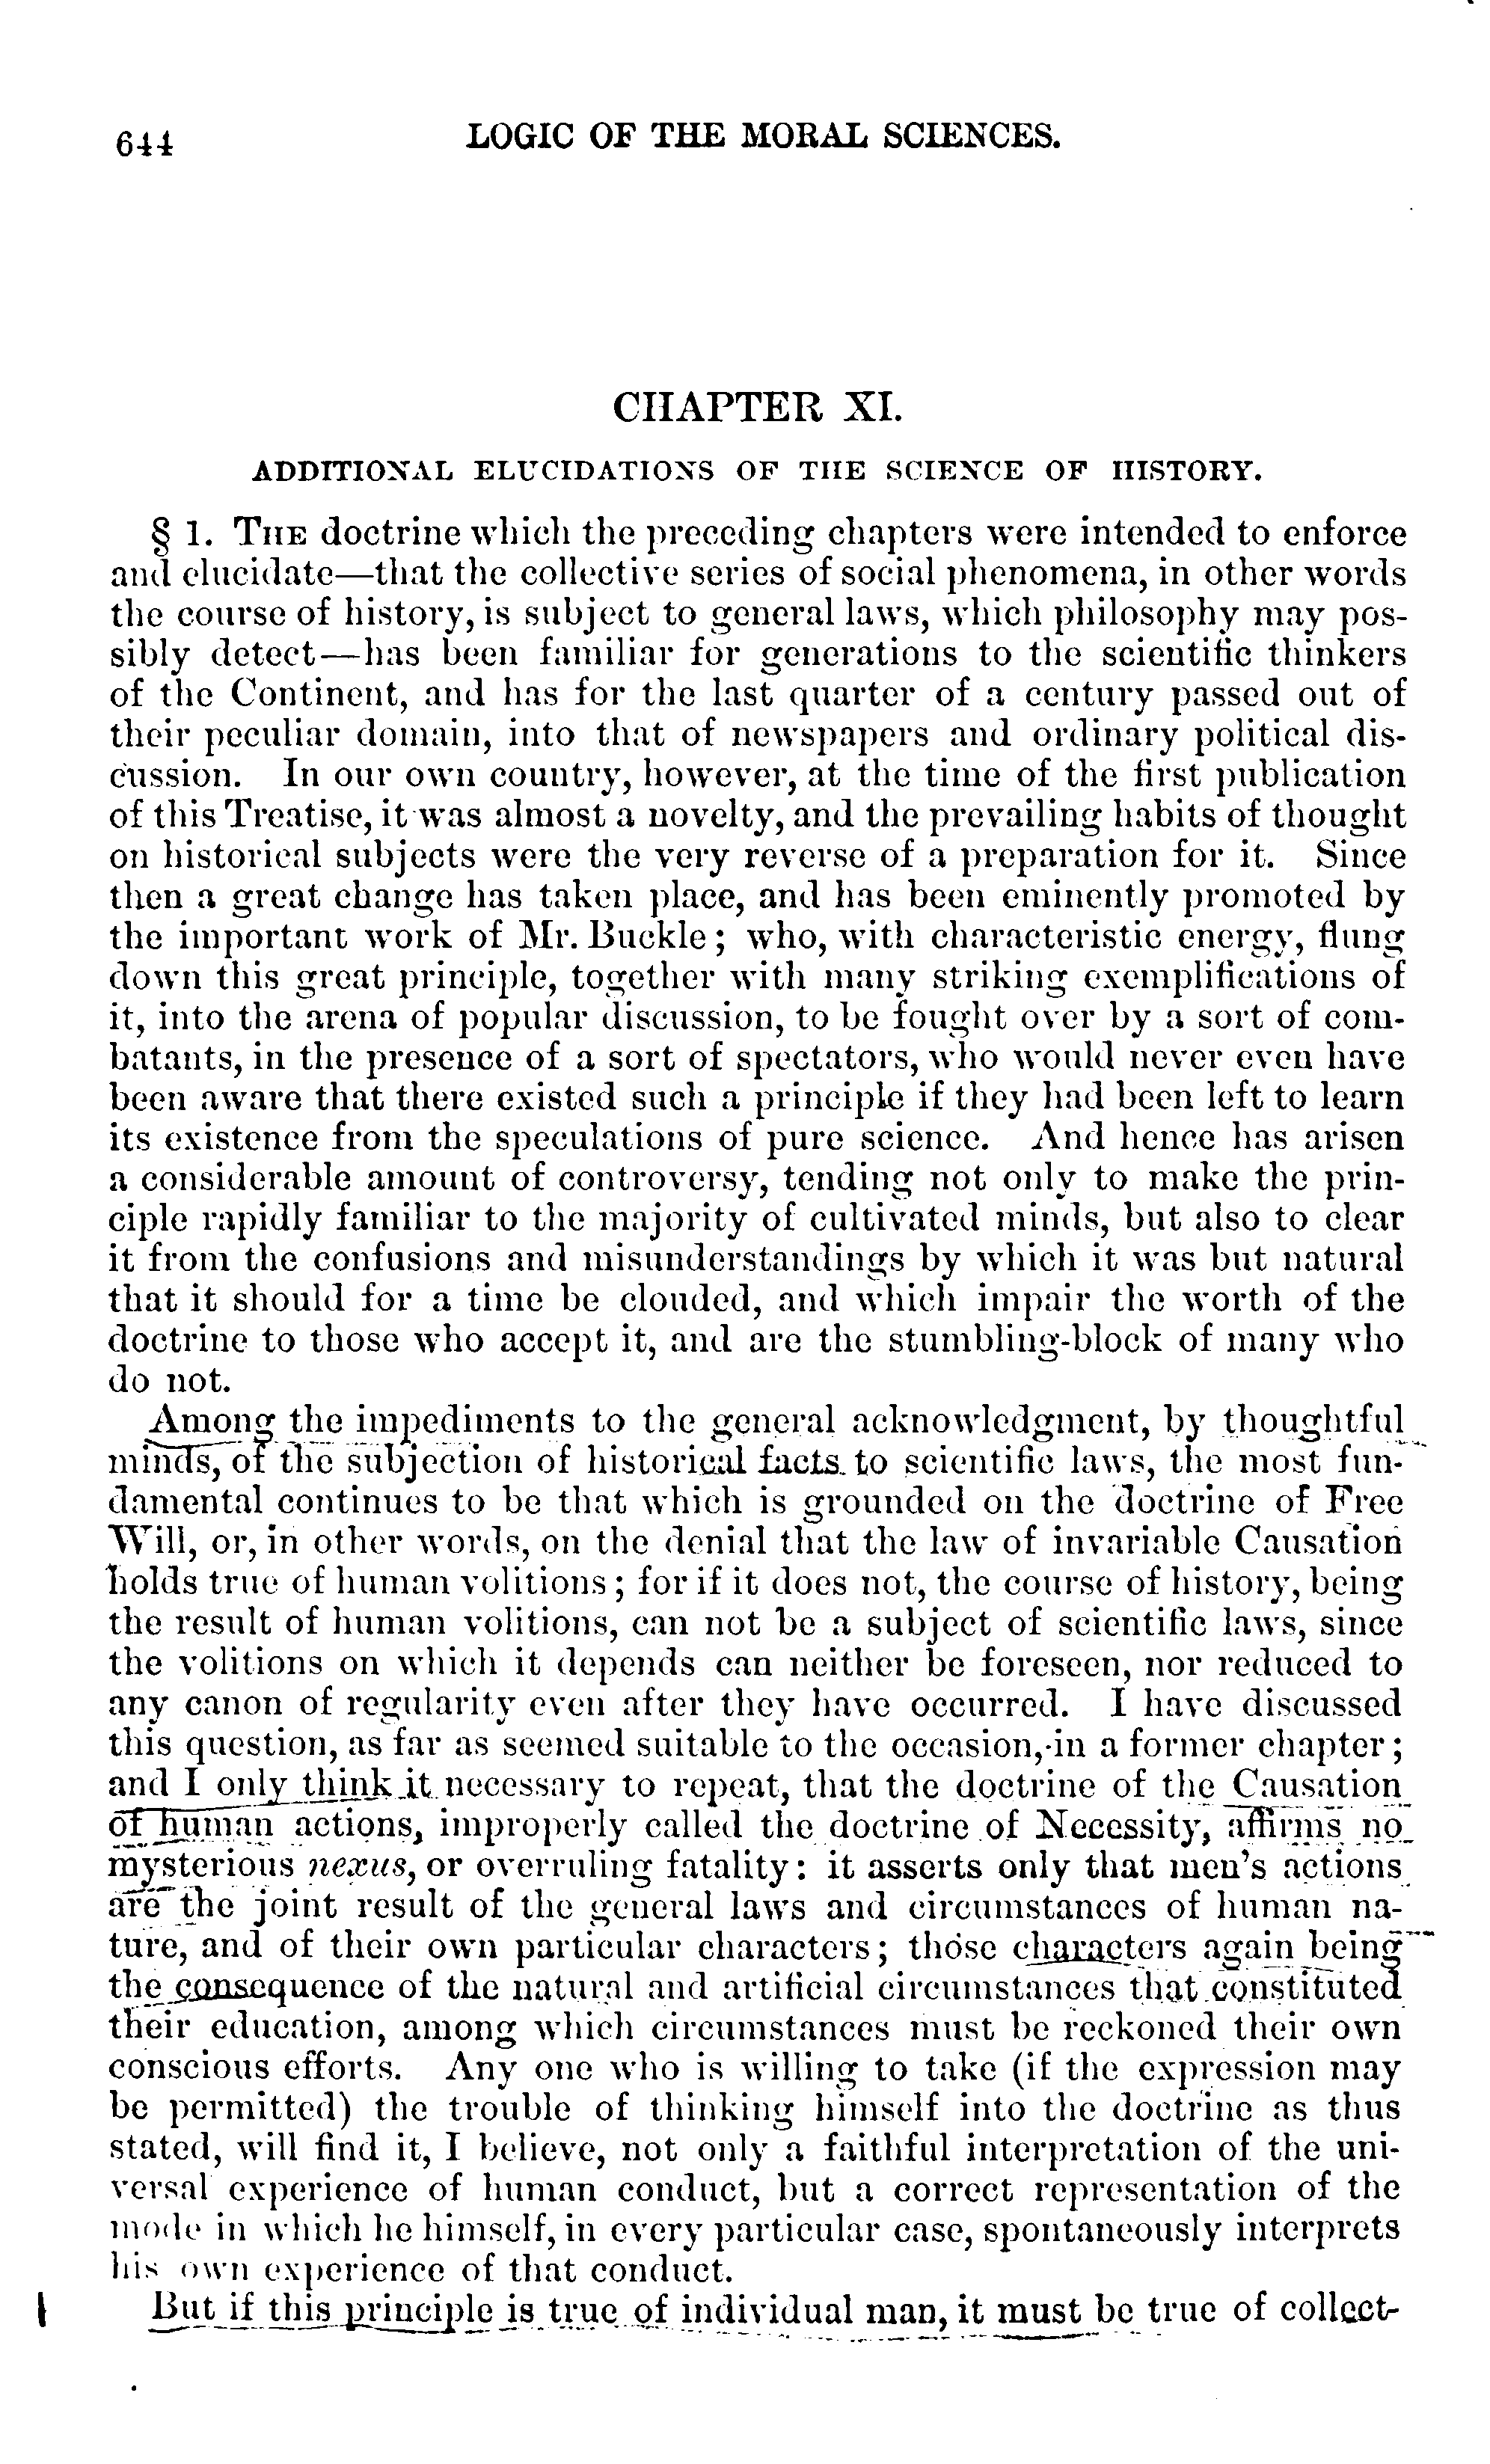 644
LOGIC OF THE MORAL SCIENCES.
CHAPTER XI.
ADDITIONAL ELUCIDATIONS OF THE SCIENCE OF HISTORY.
§ 1. THE doctrine which the preceding chapters were intended to enforce
and elucidate—that the collective series of social phenomena, in other words
the course of history, is subject to general laws, which philosophy may pos-
sibly detect—has been familiar for generations to the scientific thinkers
of the Continent, and has for the last quarter of a century passed out of
their peculiar domain, into that of newspapers and ordinary political dis-
cussion. In our own country, however, at the time of the first publication
of this Treatise, it was almost a novelty, and the prevailing habits of thought
on historical subjects were the very reverse of a preparation for it. Since
then a great change has taken place, and has been eminently promoted by
the important work of Mr. Buckle; who, with characteristic energy, flung
down this great principle, together with many striking exemplifications of
it, into the arena of popular discussion, to be fought over by a sort of com-
batants, in the presence of a sort of spectators, who would never even have
been aware that there existed such a principle if they had been left to learn
its existence from the speculations of pure science. And hence has arisen
a considerable amount of controversy, tending not only to make the prin-
ciple rapidly familiar to the majority of cultivated minds, but also to clear
it from the confusions and misunderstandings by which it was but natural
that it should for a time be clouded, and which impair the worth of the
doctrine to those who accept it, and are the stumbling-block of many who
do not.
Among the impediments to the general acknowledgment, by thoughtful
minds, of the subjection of historical facts to scientific laws, the most fun-
damental continues to be that which is grounded on the doctrine of Free
Will, or, in other words, on the denial that the law of invariable Causation
holds true of human volitions; for if it does not, the course of history, being
the result of human volitions, can not be a subject of scientific laws, since
the volitions on which it depends can neither be foreseen, nor reduced to
any canon of regularity even after they have occurred. I have discussed
this question, as far as seemed suitable to the occasion, in a former chapter;
and I only think it necessary to repeat, that the doctrine of the Causation
of human actions, improperly called the doctrine of Necessity, affirms no
mysterious nexus, or overruling fatality: it asserts only that men's actions
are the joint result of the general laws and circumstances of human na-
ture, and of their own particular characters; those characters again being
the consequence of the natural and artificial circumstances that constituted
their education, among which circumstances must be reckoned their own
conscious efforts. Any one who is willing to take (if the expression may
be permitted) the trouble of thinking himself into the doctrine as thus
stated, will find it, I believe, not only a faithful interpretation of the uni-
versal experience of human conduct, but a correct representation of the
mode in which he himself, in every particular case, spontaneously interprets
his own experience of that conduct.
But if this principle is true of individual man, it must be true of collect-